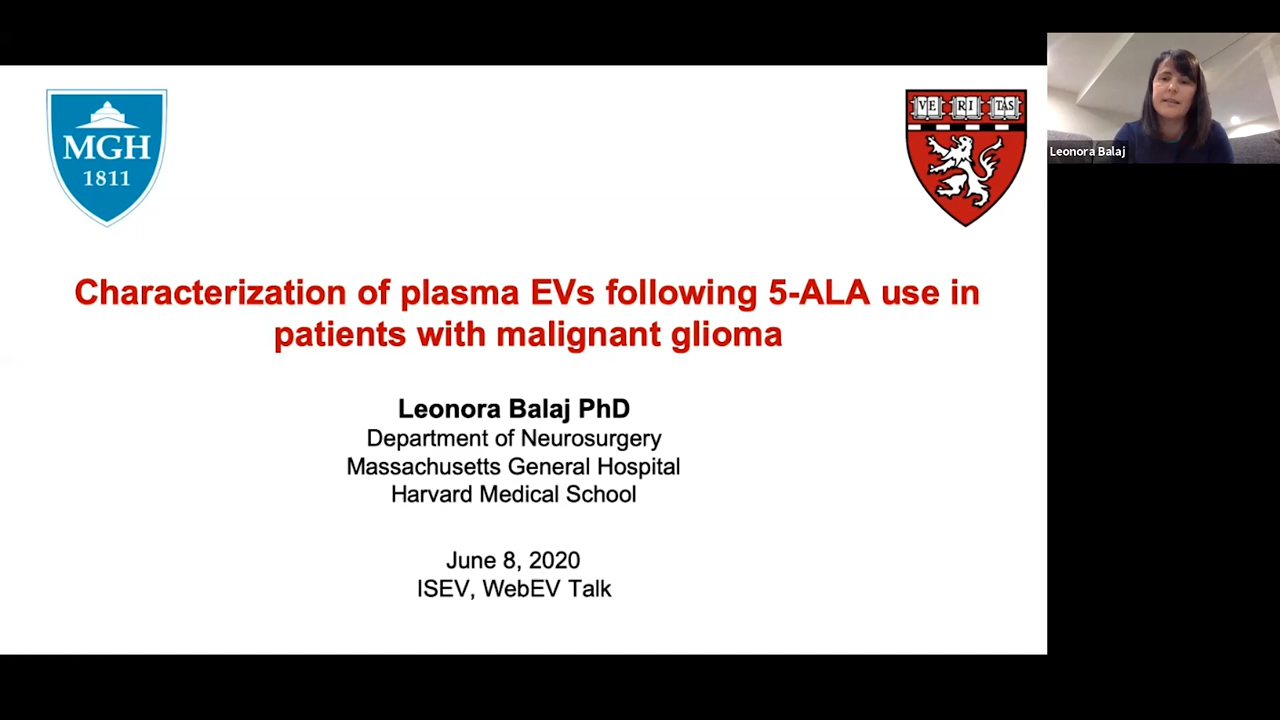 MGH
1811
VE RI TAS
Leonora Balaj
Characterization of plasma EVs following 5-ALA use in
patients with malignant glioma
Leonora Balaj PhD
Department of Neurosurgery
Massachusetts General Hospital
Harvard Medical School
June 8, 2020
ISEV, WebEV Talk